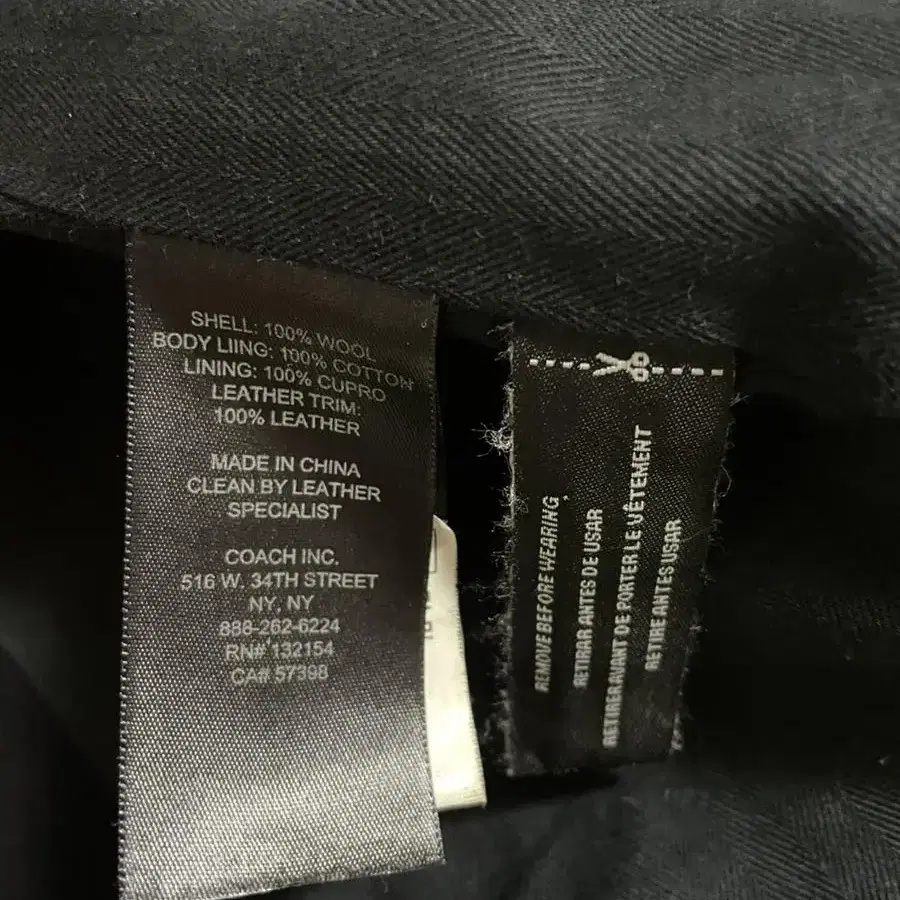 SHELL: 100% WOOL
BODY LIING: 100% COTTON
LINING: 100% CUPRO
LEATHER TRIM:
100% LEATHER
MADE IN CHINA
CLEAN BY LEATHER
SPECIALIST
COACH INC.
516 W. 34TH STREET
NY, NY
888-262-6224
RN# 132154
CA# 57398
REMOVE BEFORE WEARING,
RETIRAR ANTES DE USAR
RETIRER AVANT DE PORTER LE VÊTEMENT
RETIRE ANTES USAR